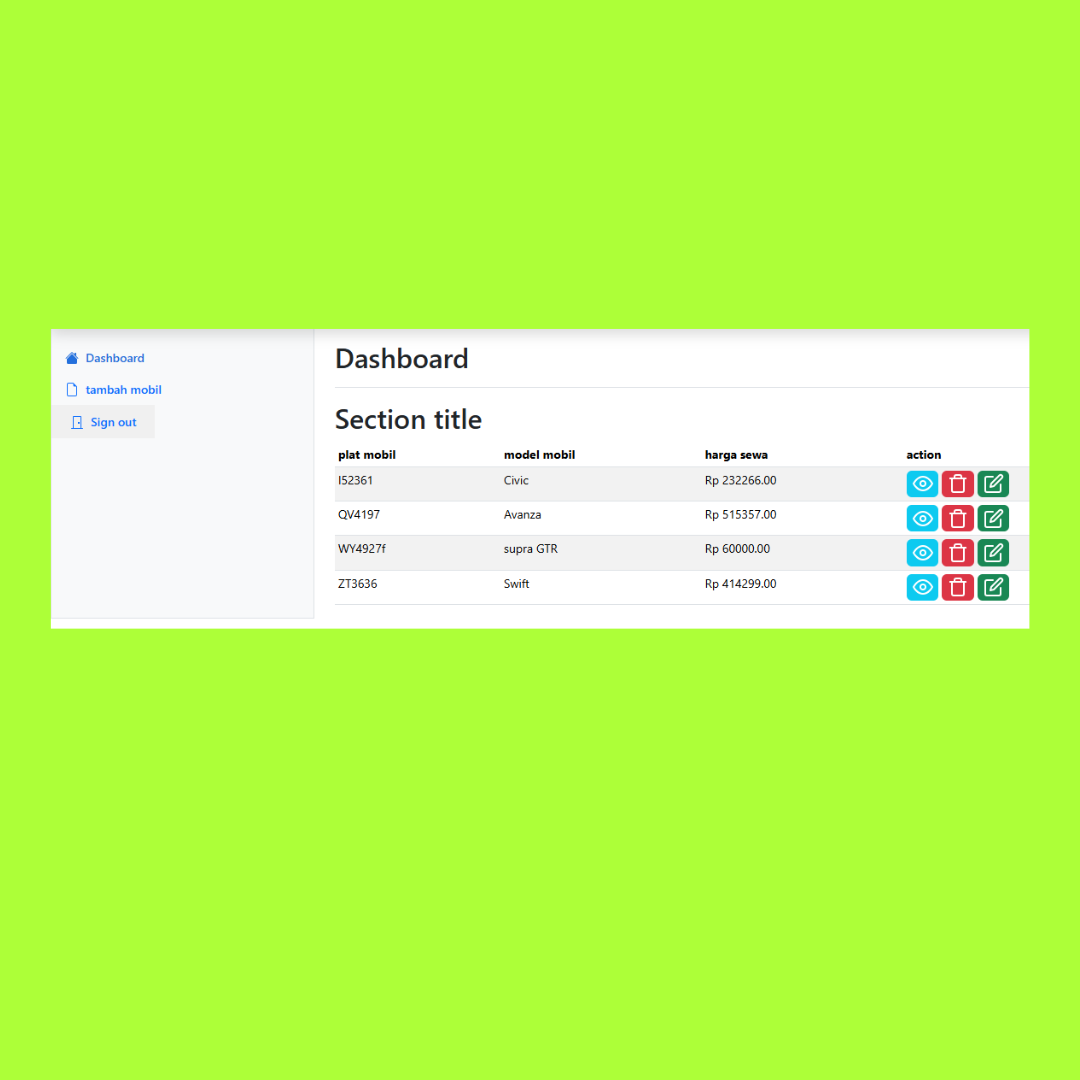 Dashboard
tambah mobil
Sign out
Dashboard
Section title
plat mobil model mobil harga sewa action
I52361 Civic Rp 232266.00
QV4197 Avanza Rp 515357.00
WY4927f supra GTR Rp 60000.00
ZT3636 Swift Rp 414299.00